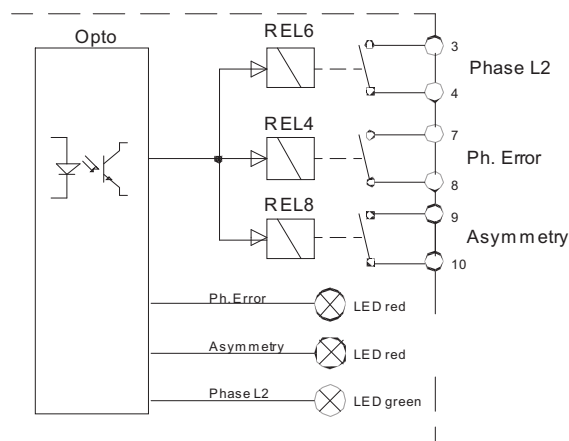 Opto
REL6
3
Phase L2
4
REL4
7
Ph. Error
8
REL8
9
Asymmetry
10
Ph. Error
LED red
Asymmetry
LED red
Phase L2
LED green